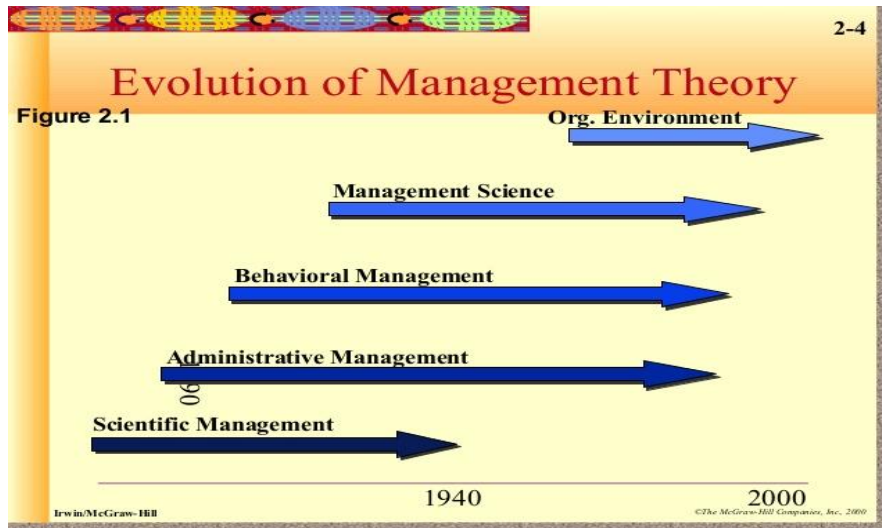 2-4
Evolution of Management Theory
Figure 2.1
Org. Environment
Management Science
Behavioral Management
Administrative Management
Scientific Management
1940
2000
Irwin/McGraw-Hill
©The McGraw-Hill Companies, Inc., 2000